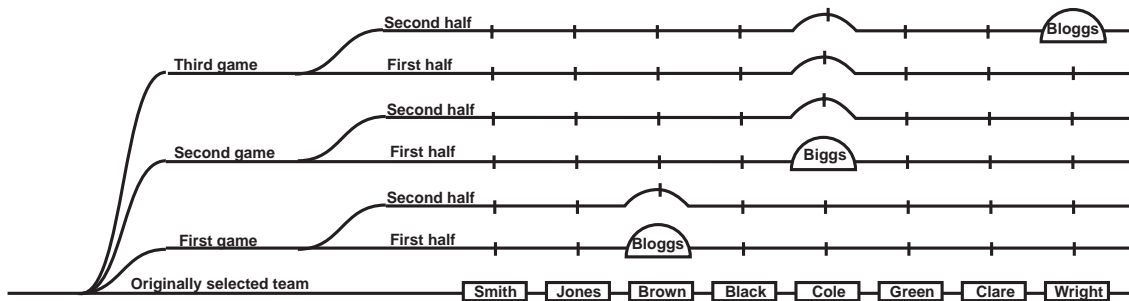 Second half
Bloggs
Third game
First half
Second half
Second game
First half
Biggs
Second half
First game
First half
Bloggs
Originally selected team
Smith Jones Brown Black Cole Green Clare Wright